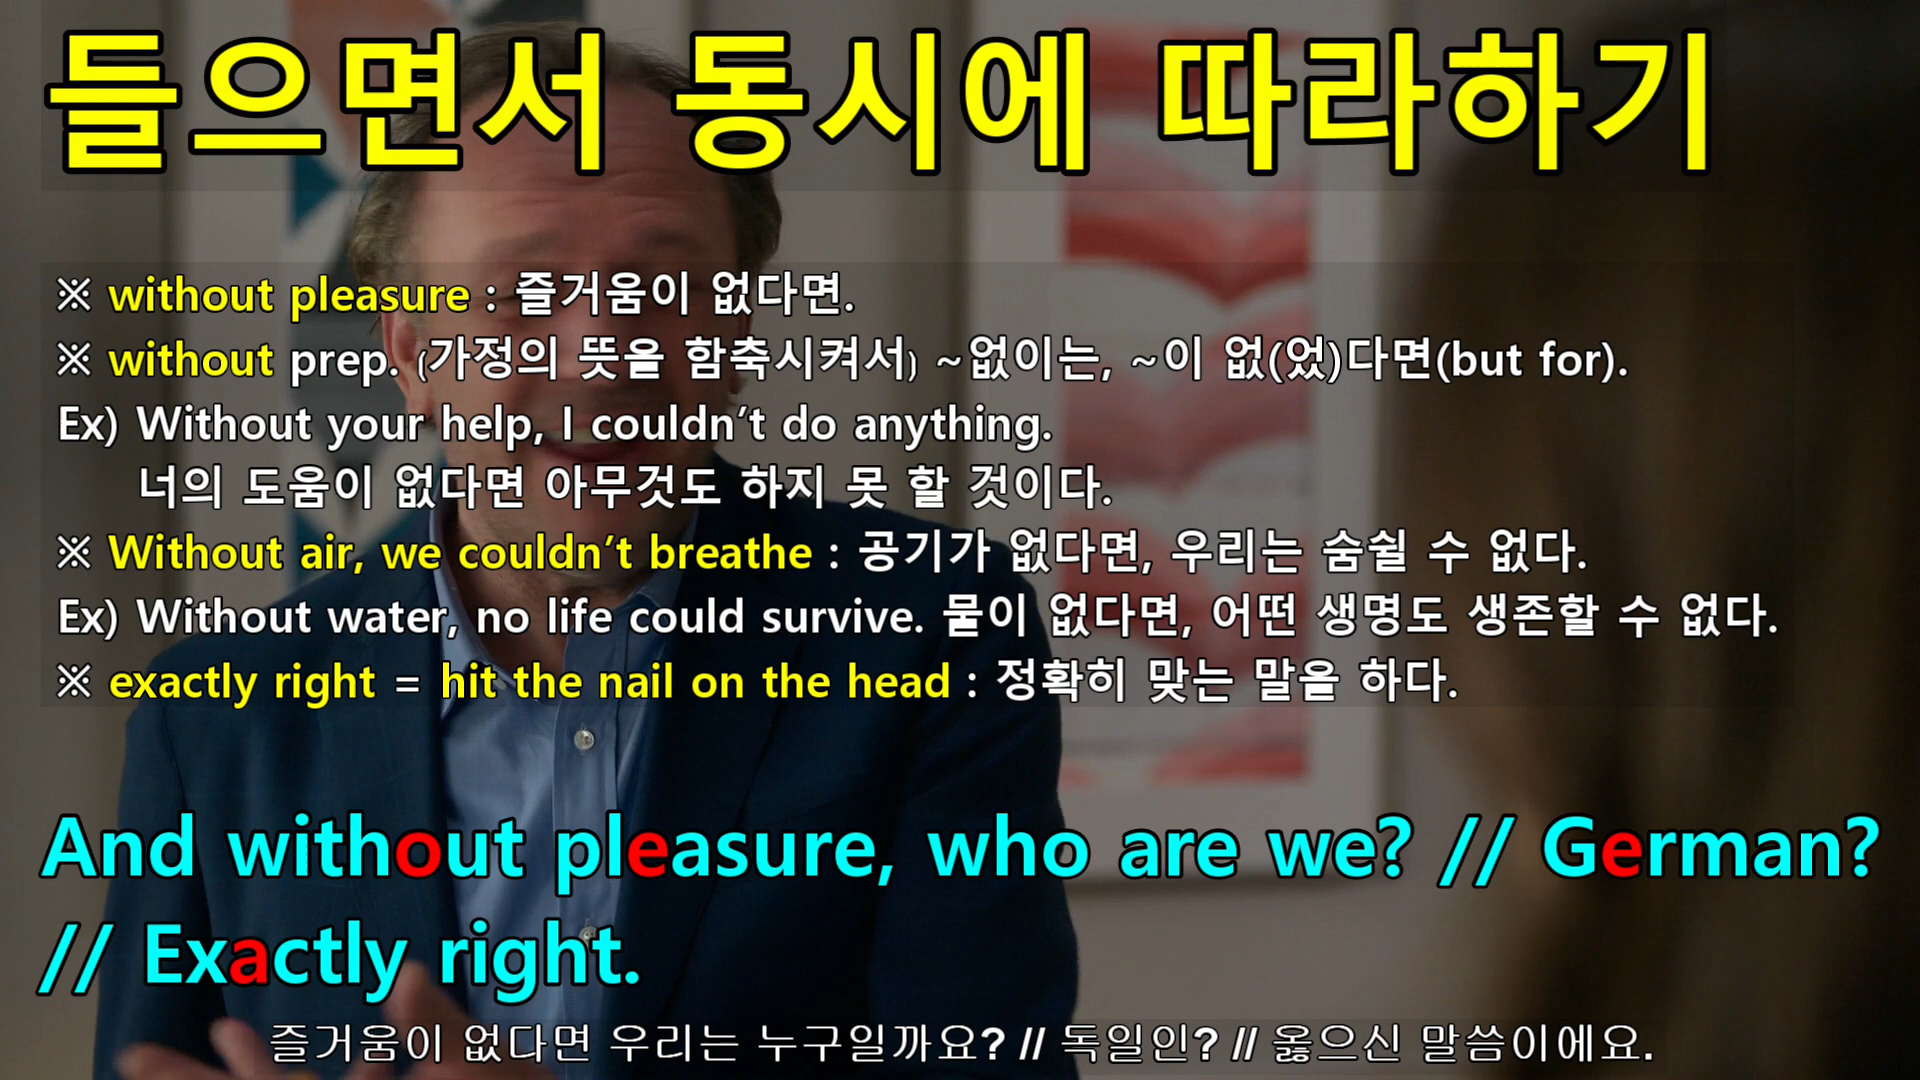 들으면서 동시에 따라하기
※ without pleasure : 즐거움이 없다면.
※ without prep. (가정의 뜻을 함축시켜서) ~없이는, ~이 없(었)다면(but for).
Ex) Without your help, I couldn't do anything.
너의 도움이 없다면 아무것도 하지 못 할 것이다.
※ Without air, we couldn't breathe : 공기가 없다면, 우리는 숨쉴 수 없다.
Ex) Without water, no life could survive. 물이 없다면, 어떤 생명도 생존할 수 없다.
※ exactly right = hit the nail on the head : 정확히 맞는 말을 하다.
And without pleasure, who are we? // German?
// Exactly right.
즐거움이 없다면 우리는 누구일까요? // 독일인? // 옳으신 말씀이에요.